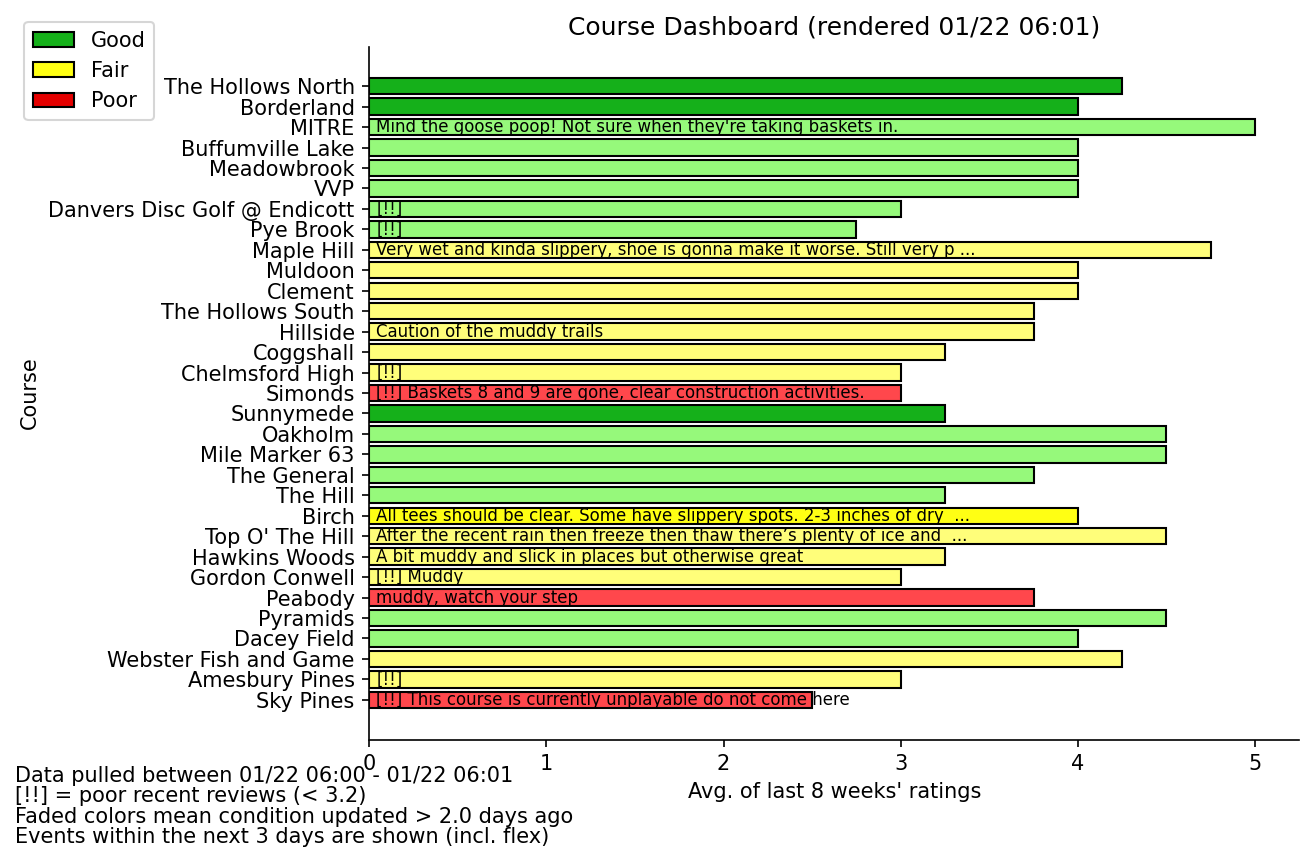 Course Dashboard (rendered 01/22 06:01)
Good
Fair
Poor
Course
The Hollows North
Borderland
MITRE Mind the goose poop! Not sure when they're taking baskets in.
Buffumville Lake
Meadowbrook
VVP
Danvers Disc Golf @ Endicott [!!]
Pye Brook [!!]
Maple Hill Very wet and kinda slippery, shoe is gonna make it worse. Still very p ...
Muldoon
Clement
The Hollows South
Hillside Caution of the muddy trails
Coggshall
Chelmsford High [!!]
Simonds [!!] Baskets 8 and 9 are gone, clear construction activities.
Sunnymede
Oakholm
Mile Marker 63
The General
The Hill
Birch All tees should be clear. Some have slippery spots. 2-3 inches of dry ...
Top O' The Hill After the recent rain then freeze then thaw there’s plenty of ice and ...
Hawkins Woods A bit muddy and slick in places but otherwise great
Gordon Conwell [!!] Muddy
Peabody muddy, watch your step
Pyramids
Dacey Field
Webster Fish and Game
Amesbury Pines [!!]
Sky Pines [!!] This course is currently unplayable do not come here
0 1 2 3 4 5
Avg. of last 8 weeks' ratings
Data pulled between 01/22 06:00 - 01/22 06:01
[!!] = poor recent reviews (< 3.2)
Faded colors mean condition updated > 2.0 days ago
Events within the next 3 days are shown (incl. flex)